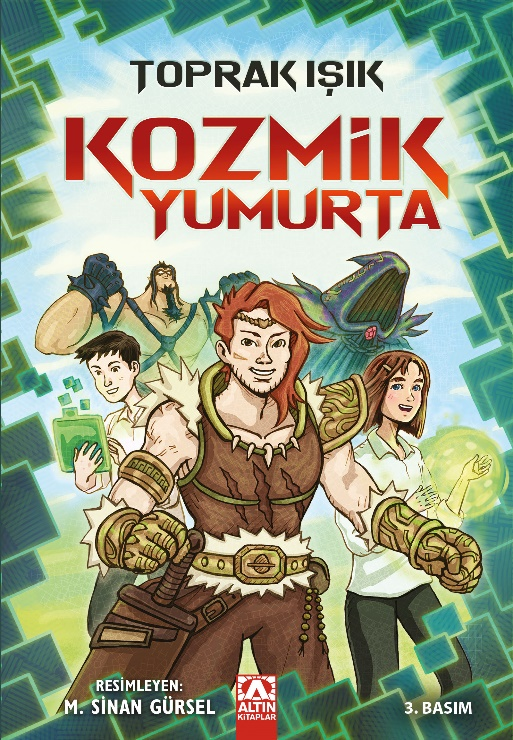 TOPRAK IŞIK
KOZMİK
YUMURTA
RESİMLEYEN:
M. SİNAN GÜRSEL
ALTIN
KİTAPLAR
3. BASIM